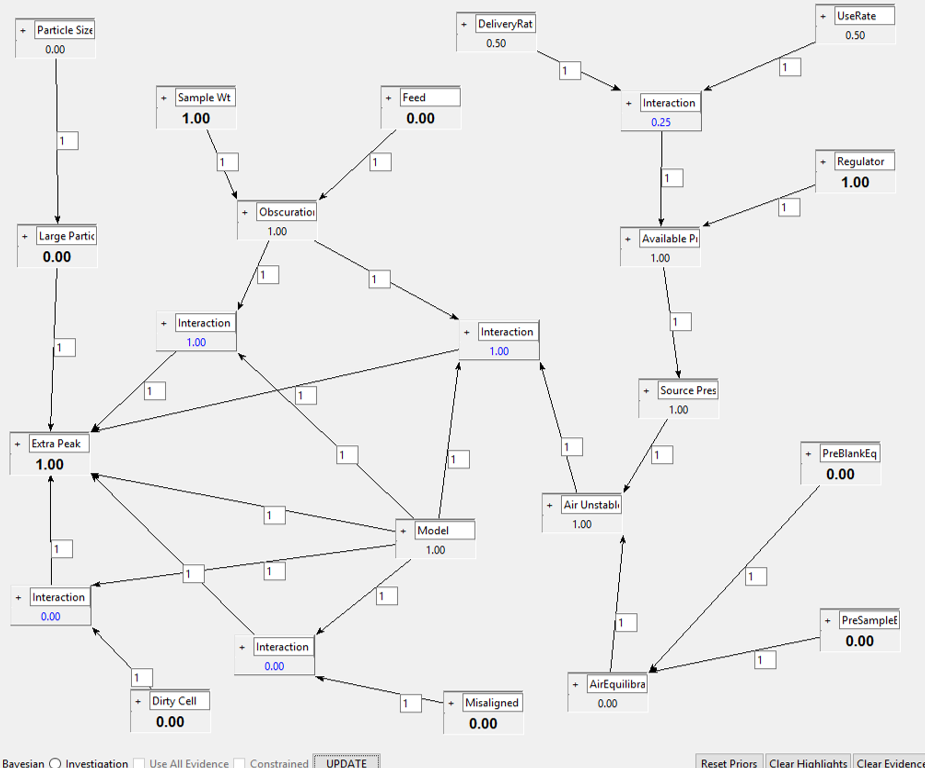 + Particle Size
0.00
+ DeliveryRat
0.50
+ UseRate
0.50
1
1
+ Sample Wt
1.00
+ Feed
0.00
+ Interaction
0.25
1
1
1
+ Regulator
1.00
1
1
+ Obscuration
1.00
+ Large Partic
0.00
+ Available Pr
1.00
1
1
+ Interaction
1.00
+ Interaction
1.00
1
1
+ Source Pres
1.00
1
1
+ Extra Peak
1.00
1
1
1
1
+ PreBlankEq
0.00
+ Air Unstabl
1.00
1
+ Model
1.00
1
1
1
1
1
+ Interaction
0.00
1
1
+ PreSampleE
0.00
+ Interaction
0.00
1
1
+ AirEquilibra
0.00
+ Dirty Cell
0.00
1
+ Misaligned
0.00
Bayesian Investigation Use All Evidence Constrained UPDATE Reset Priors Clear Highlights Clear Evidence